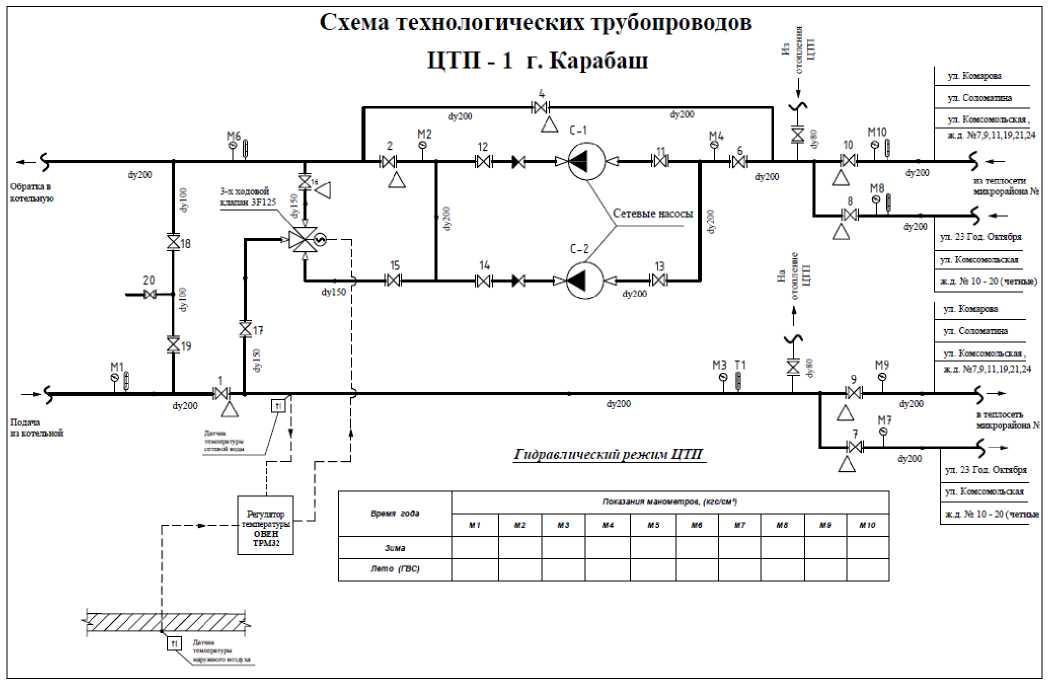 Схема технологических трубопроводов
ЦТП - 1 г. Карабаш
Из
отопления
ЦТП
ул. Комарова
ул. Соломатина
ул. Комсомольская ,
ж.д. №7,9,11,19,21,24
4
dy200
dy200
dy80
М6
2
М2
12
С-1
11
М4
6
10
М10
dy200
dy200
dy200
Обратка в
котельную
из теплосети
микрорайона №
3-х ходовой
клапан 3F125
16
dy150
dy100
8
М8
dy200
Сетевые насосы
dy200
dy200
18
С-2
ул. 23 Год. Октября
ул. Комсомольская
ж.д. № 10 - 20 (четные)
На
отопление
ЦТП
15
14
13
dy150
dy200
20
dy100
17
19
dy150
ул. Комарова
ул. Соломатина
ул. Комсомольская ,
ж.д. №7,9,11,19,21,24
М1
1
М3
Т1
dy80
9
М9
dy200
dy200
dy200
Подача
из котельной
в теплосеть
микрорайона N
TI
Датчик
температуры
сетевой воды
7
М7
dy200
Гидравлический режим ЦТП
ул. 23 Год. Октября
ул. Комсомольская
ж.д. № 10 - 20 (четные
Регулятор
температуры
ОВЕН
ТРМ32
Время года
Показания манометров, (кгс/см²)
М1 М2 М3 М4 М5 М6 М7 М8 М9 М10
Зима
Лето (ГВС)
TI
Датчик
температуры
наружного воздуха